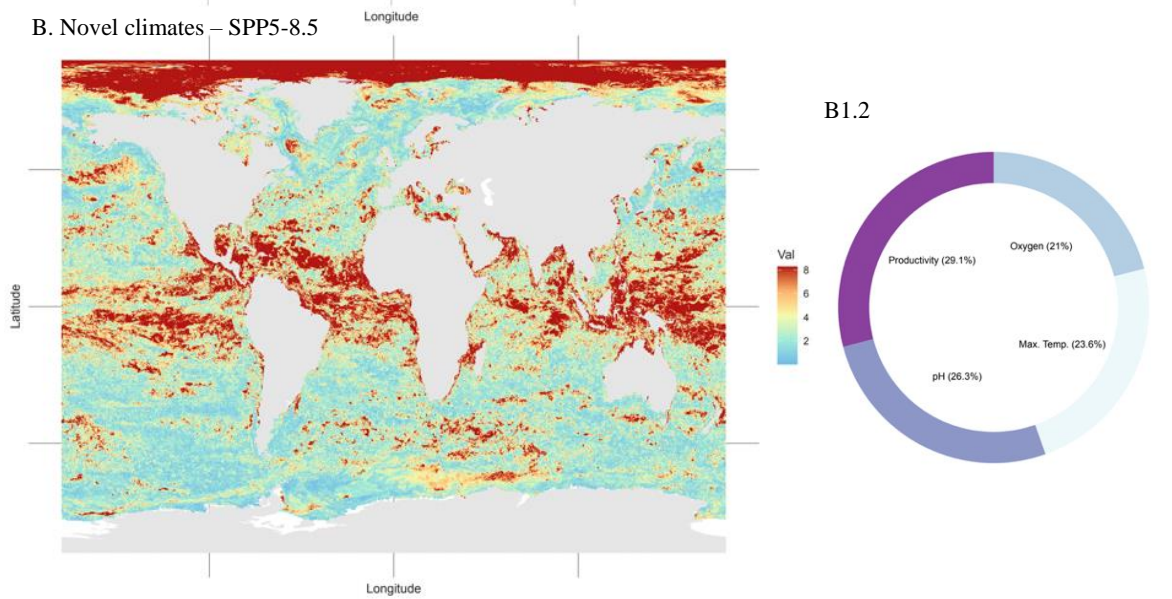 Longitude
B. Novel climates – SPP5-8.5
B1.2
Latitude
Val
8
6
4
2
Oxygen (21%)
Productivity (29.1%)
Max. Temp. (23.6%)
pH (26.3%)
Longitude